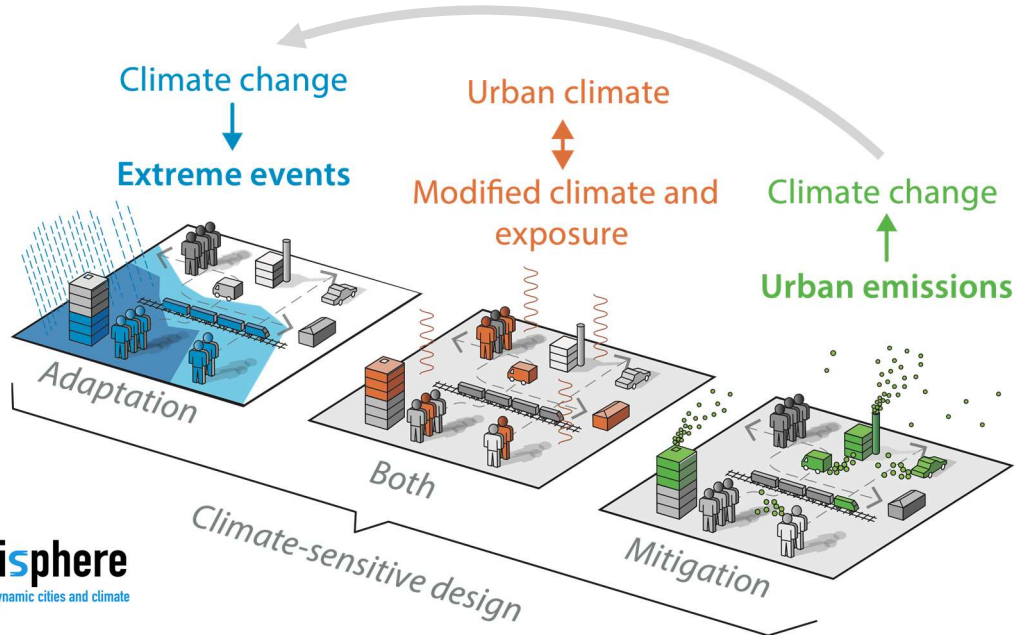 Climate change
Extreme events
Urban climate
Modified climate and
exposure
Climate change
Urban emissions
Adaptation
Both
Mitigation
Climate-sensitive design
isphere
ynamic cities and climate